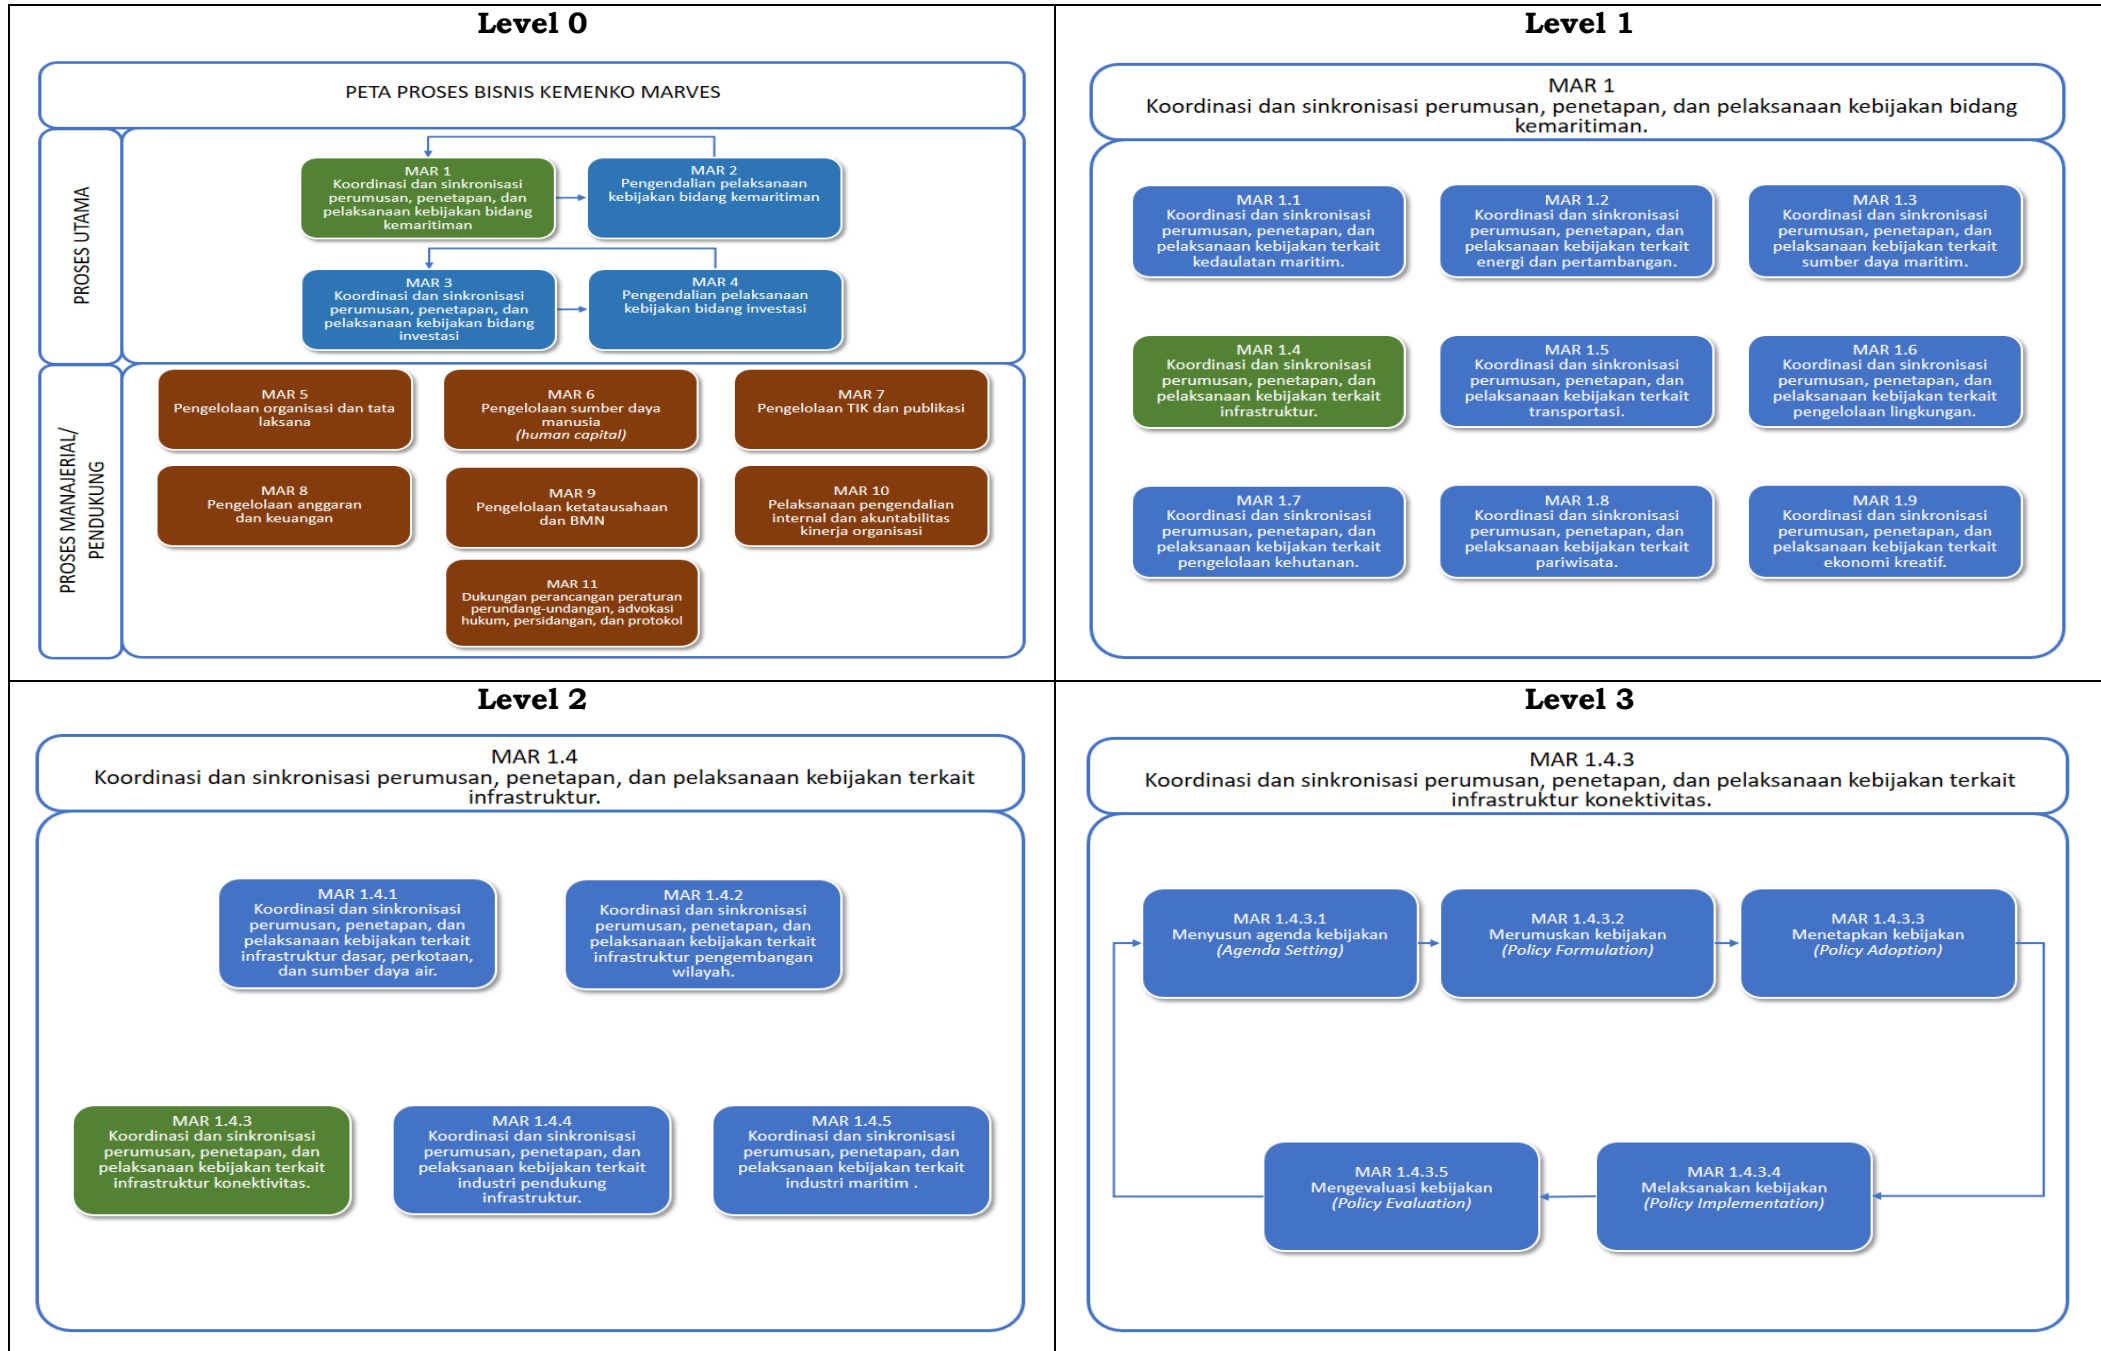 Level 0
PETA PROSES BISNIS KEMENKO MARVES
PROSES UTAMA
MAR 1
Koordinasi dan sinkronisasi
perumusan, penetapan, dan
pelaksanaan kebijakan bidang
kemaritiman
MAR 2
Pengendalian pelaksanaan
kebijakan bidang kemaritiman
MAR 3
Koordinasi dan sinkronisasi
perumusan, penetapan, dan
pelaksanaan kebijakan bidang
investasi
MAR 4
Pengendalian pelaksanaan
kebijakan bidang investasi
PROSES MANAJERIAL/
PENDUKUNG
MAR 5
Pengelolaan organisasi dan tata
laksana
MAR 6
Pengelolaan sumber daya
manusia
(human capital)
MAR 7
Pengelolaan TIK dan publikasi
MAR 8
Pengelolaan anggaran
dan keuangan
MAR 9
Pengelolaan ketatausahaan
dan BMN
MAR 10
Pelaksanaan pengendalian
internal dan akuntabilitas
kinerja organisasi
MAR 11
Dukungan perancangan peraturan
perundang-undangan, advokasi
hukum, persidangan, dan protokol
Level 1
MAR 1
Koordinasi dan sinkronisasi perumusan, penetapan, dan pelaksanaan kebijakan bidang
kemaritiman.
MAR 1.1
Koordinasi dan sinkronisasi
perumusan, penetapan, dan
pelaksanaan kebijakan terkait
kedaulatan maritim.
MAR 1.2
Koordinasi dan sinkronisasi
perumusan, penetapan, dan
pelaksanaan kebijakan terkait
energi dan pertambangan.
MAR 1.3
Koordinasi dan sinkronisasi
perumusan, penetapan, dan
pelaksanaan kebijakan terkait
sumber daya maritim.
MAR 1.4
Koordinasi dan sinkronisasi
perumusan, penetapan, dan
pelaksanaan kebijakan terkait
infrastruktur.
MAR 1.5
Koordinasi dan sinkronisasi
perumusan, penetapan, dan
pelaksanaan kebijakan terkait
transportasi.
MAR 1.6
Koordinasi dan sinkronisasi
perumusan, penetapan, dan
pelaksanaan kebijakan terkait
pengelolaan lingkungan.
MAR 1.7
Koordinasi dan sinkronisasi
perumusan, penetapan, dan
pelaksanaan kebijakan terkait
pengelolaan kehutanan.
MAR 1.8
Koordinasi dan sinkronisasi
perumusan, penetapan, dan
pelaksanaan kebijakan terkait
pariwisata.
MAR 1.9
Koordinasi dan sinkronisasi
perumusan, penetapan, dan
pelaksanaan kebijakan terkait
ekonomi kreatif.
Level 2
MAR 1.4
Koordinasi dan sinkronisasi perumusan, penetapan, dan pelaksanaan kebijakan terkait
infrastruktur.
MAR 1.4.1
Koordinasi dan sinkronisasi
perumusan, penetapan, dan
pelaksanaan kebijakan terkait
infrastruktur dasar, perkotaan,
dan sumber daya air.
MAR 1.4.2
Koordinasi dan sinkronisasi
perumusan, penetapan, dan
pelaksanaan kebijakan terkait
infrastruktur pengembangan
wilayah.
MAR 1.4.3
Koordinasi dan sinkronisasi
perumusan, penetapan, dan
pelaksanaan kebijakan terkait
infrastruktur konektivitas.
MAR 1.4.4
Koordinasi dan sinkronisasi
perumusan, penetapan, dan
pelaksanaan kebijakan terkait
industri pendukung
infrastruktur.
MAR 1.4.5
Koordinasi dan sinkronisasi
perumusan, penetapan, dan
pelaksanaan kebijakan terkait
industri maritim .
Level 3
MAR 1.4.3
Koordinasi dan sinkronisasi perumusan, penetapan, dan pelaksanaan kebijakan terkait
infrastruktur konektivitas.
MAR 1.4.3.1
Menyusun agenda kebijakan
(Agenda Setting)
MAR 1.4.3.2
Merumuskan kebijakan
(Policy Formulation)
MAR 1.4.3.3
Menetapkan kebijakan
(Policy Adoption)
MAR 1.4.3.5
Mengevaluasi kebijakan
(Policy Evaluation)
MAR 1.4.3.4
Melaksanakan kebijakan
(Policy Implementation)